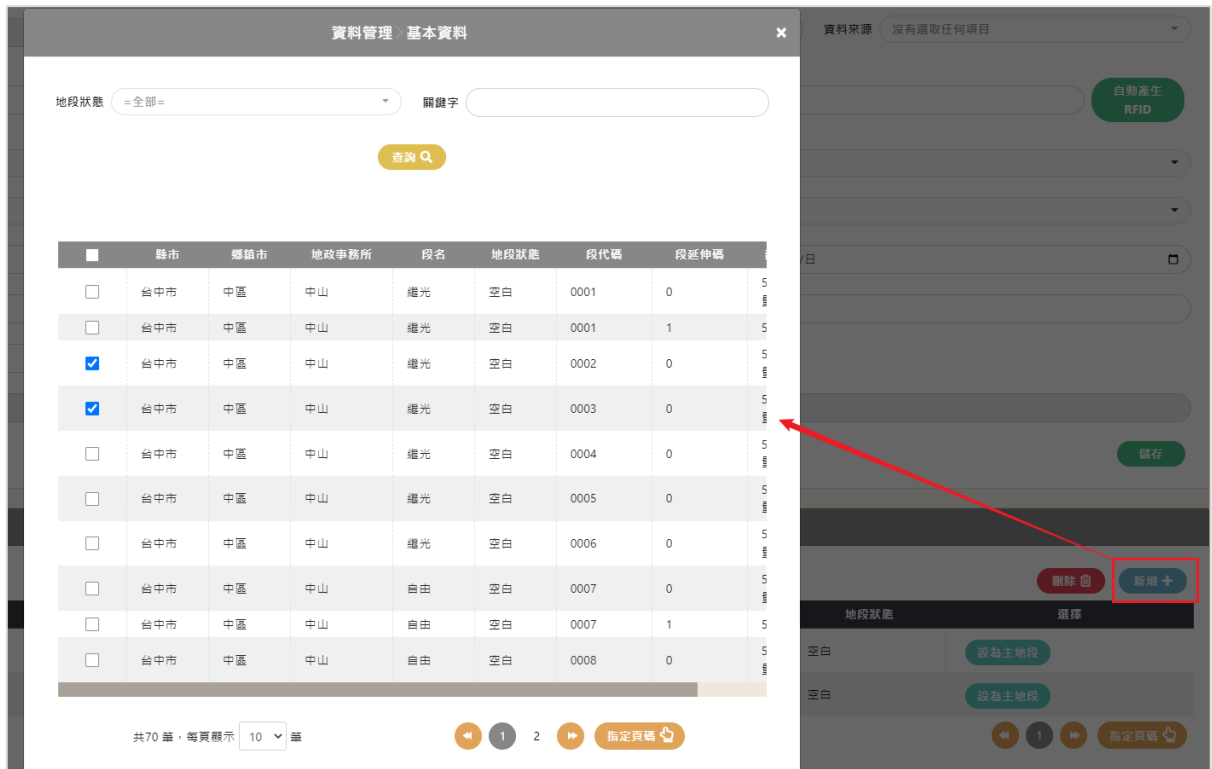 資料管理 > 基本資料
×
資料來源 沒有選取任何項目
地段狀態 =全部= 關鍵字
自動產生
RFID
查詢
縣市 鄉鎮市 地政事務所 段名 地段狀態 段代碼 段延伸碼
/日
台中市 中區 中山 繼光 空白 0001 0 5
台中市 中區 中山 繼光 空白 0001 1 5
台中市 中區 中山 繼光 空白 0002 0 5
台中市 中區 中山 繼光 空白 0003 0 5
台中市 中區 中山 繼光 空白 0004 0 5
儲存
台中市 中區 中山 繼光 空白 0005 0 5
台中市 中區 中山 繼光 空白 0006 0 5
台中市 中區 中山 自由 空白 0007 0 5
刪除 新增
台中市 中區 中山 自由 空白 0007 1 5
地段狀態 選擇
台中市 中區 中山 自由 空白 0008 0 5
空白 設為主地段
空白 設為主地段
共70 筆，每頁顯示 10 筆
1 2 指定頁碼
1 指定頁碼